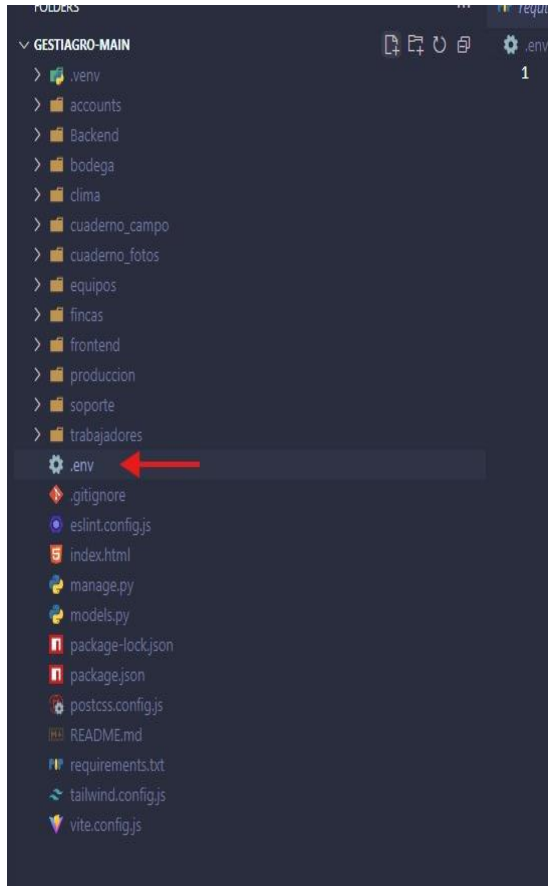 FOLDERS
requ
GESTIAGRO-MAIN
.env
1
.venv
accounts
Backend
bodega
clima
cuaderno_campo
cuaderno_fotos
equipos
fincas
frontend
produccion
soporte
trabajadores
.env
.gitignore
eslint.config.js
index.html
manage.py
models.py
package-lock.json
package.json
postcss.config.js
README.md
requirements.txt
tailwind.config.js
vite.config.js